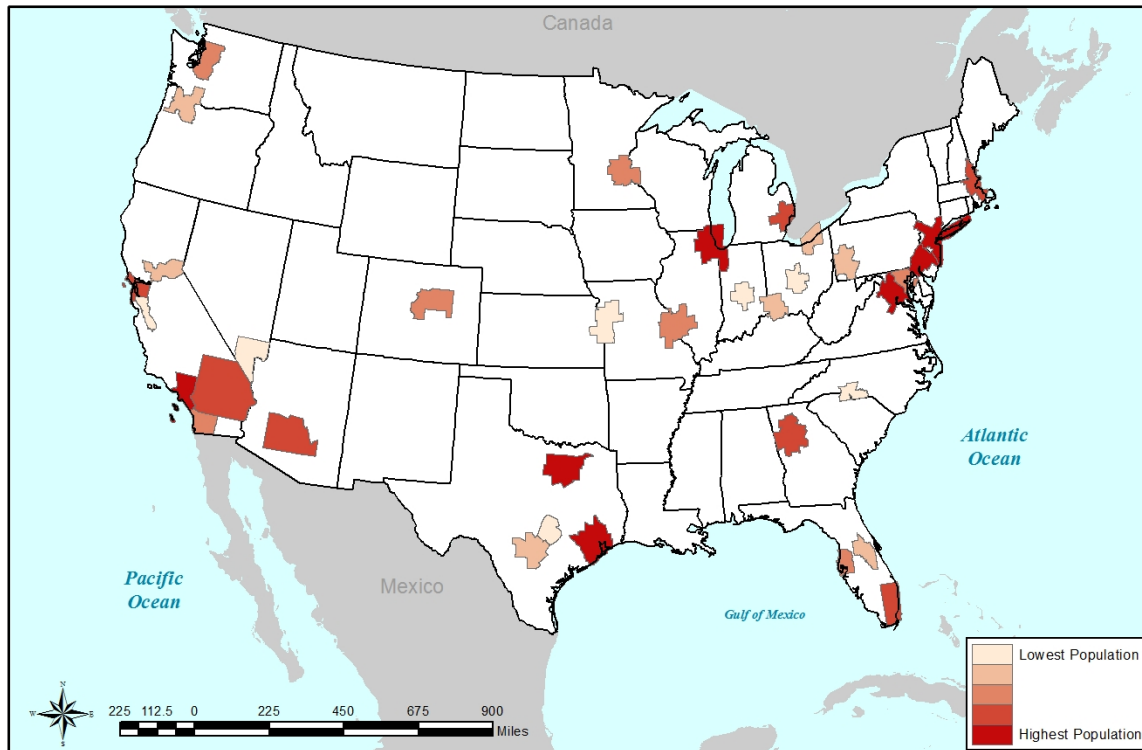 Canada
Atlantic
Ocean
Pacific
Ocean
Mexico
Gulf of Mexico
Lowest Population
Highest Population
N
W
E
S
225 112.5 0 225 450 675 900
Miles